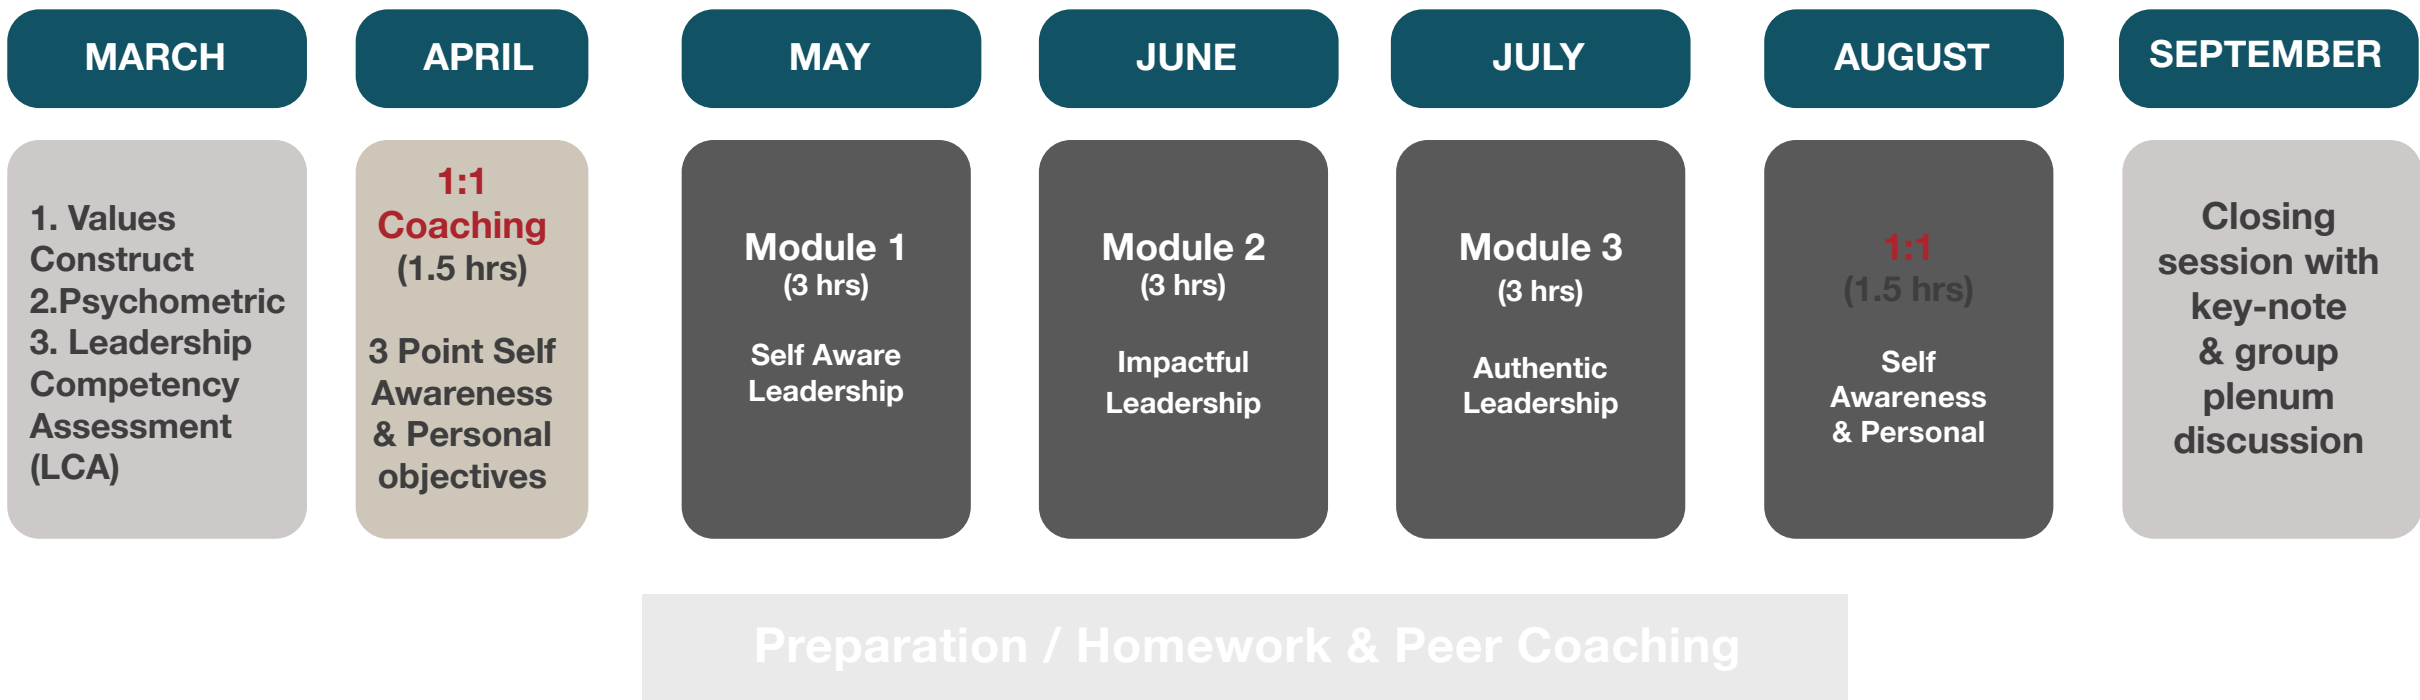 MARCH
APRIL
MAY
JUNE
JULY
AUGUST
SEPTEMBER
1. Values
Construct
2.Psychometric
3. Leadership
Competency
Assessment
(LCA)
1:1
Coaching
(1.5 hrs)
3 Point Self
Awareness
& Personal
objectives
Module 1
(3 hrs)
Self Aware
Leadership
Module 2
(3 hrs)
Impactful
Leadership
Module 3
(3 hrs)
Authentic
Leadership
1:1
(1.5 hrs)
Self
Awareness
& Personal
Closing
session with
key-note
& group
plenum
discussion
Preparation / Homework & Peer Coaching